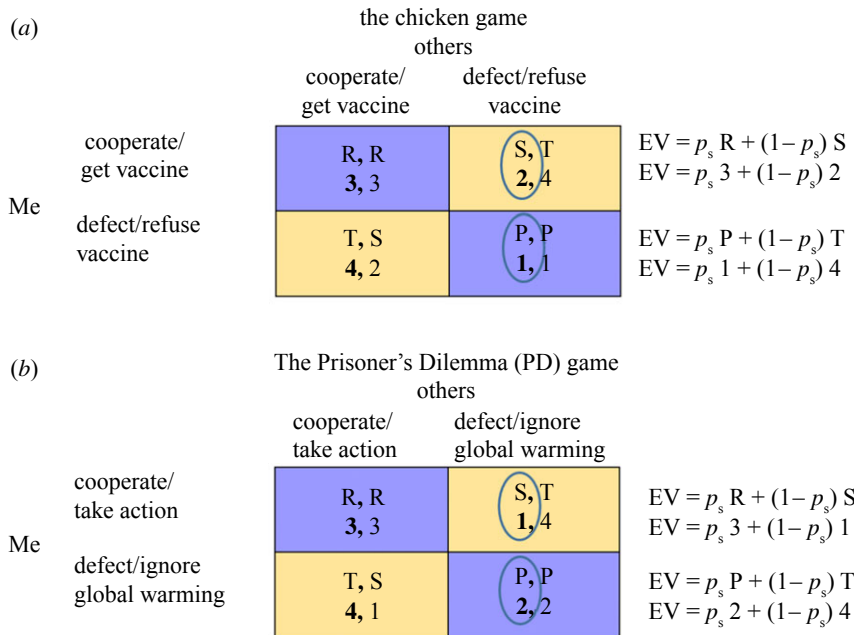 (a)
the chicken game
others
cooperate/
get vaccine
defect/refuse
vaccine
Me
cooperate/
get vaccine
R, R
3, 3
S, T
2, 4
EV = pₛ R + (1– pₛ) S
EV = pₛ 3 + (1– pₛ) 2
defect/refuse
vaccine
T, S
4, 2
P, P
1, 1
EV = pₛ P + (1– pₛ) T
EV = pₛ 1 + (1– pₛ) 4
(b)
The Prisoner’s Dilemma (PD) game
others
cooperate/
take action
defect/ignore
global warming
Me
cooperate/
take action
R, R
3, 3
S, T
1, 4
EV = pₛ R + (1– pₛ) S
EV = pₛ 3 + (1– pₛ) 1
defect/ignore
global warming
T, S
4, 1
P, P
2, 2
EV = pₛ P + (1– pₛ) T
EV = pₛ 2 + (1– pₛ) 4